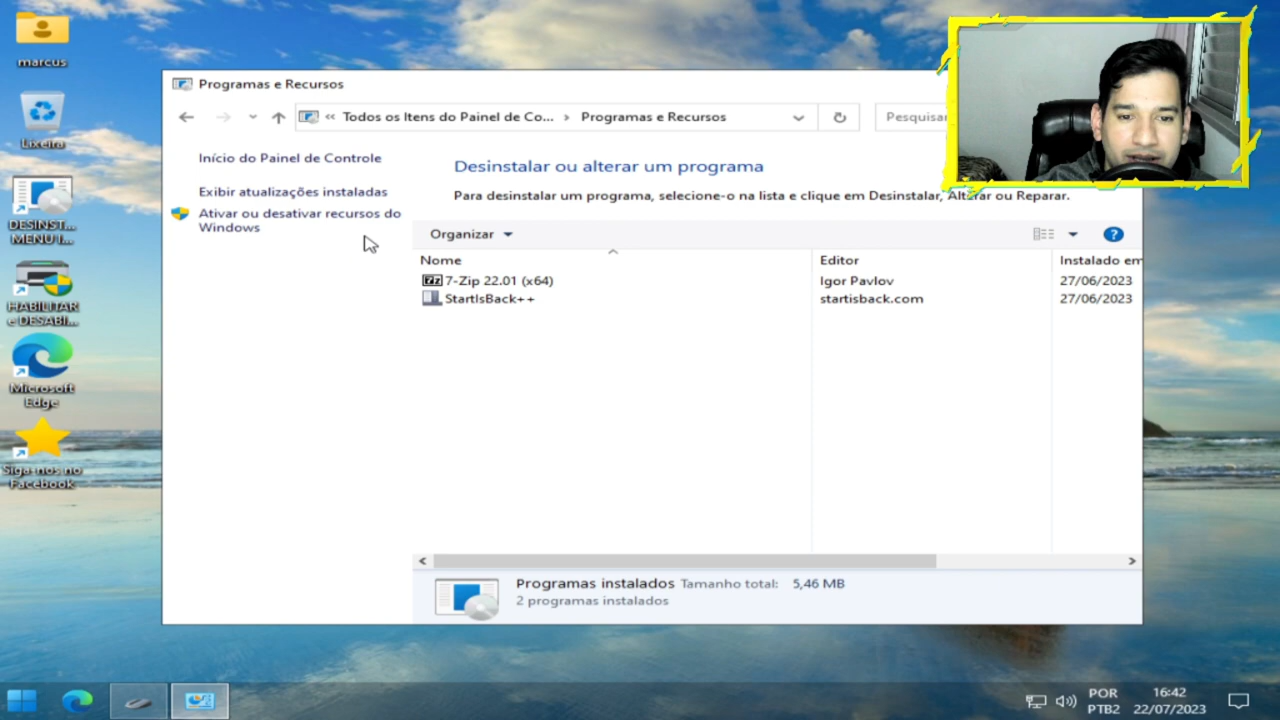 marcus
Lixeira
DESINST...
MENU I...
HABILITAR
e DESABI...
Microsoft
Edge
Siga-nos no
Facebook
Programas e Recursos
« Todos os Itens do Painel de Co... › Programas e Recursos
Pesquisar
Início do Painel de Controle
Exibir atualizações instaladas
Ativar ou desativar recursos do
Windows
Desinstalar ou alterar um programa
Para desinstalar um programa, selecione-o na lista e clique em Desinstalar, Alterar ou Reparar.
Organizar
Nome Editor Instalado em
7-Zip 22.01 (x64) Igor Pavlov 27/06/2023
StartIsBack++ startisback.com 27/06/2023
Programas instalados Tamanho total: 5,46 MB
2 programas instalados
POR
PTB2
16:42
22/07/2023